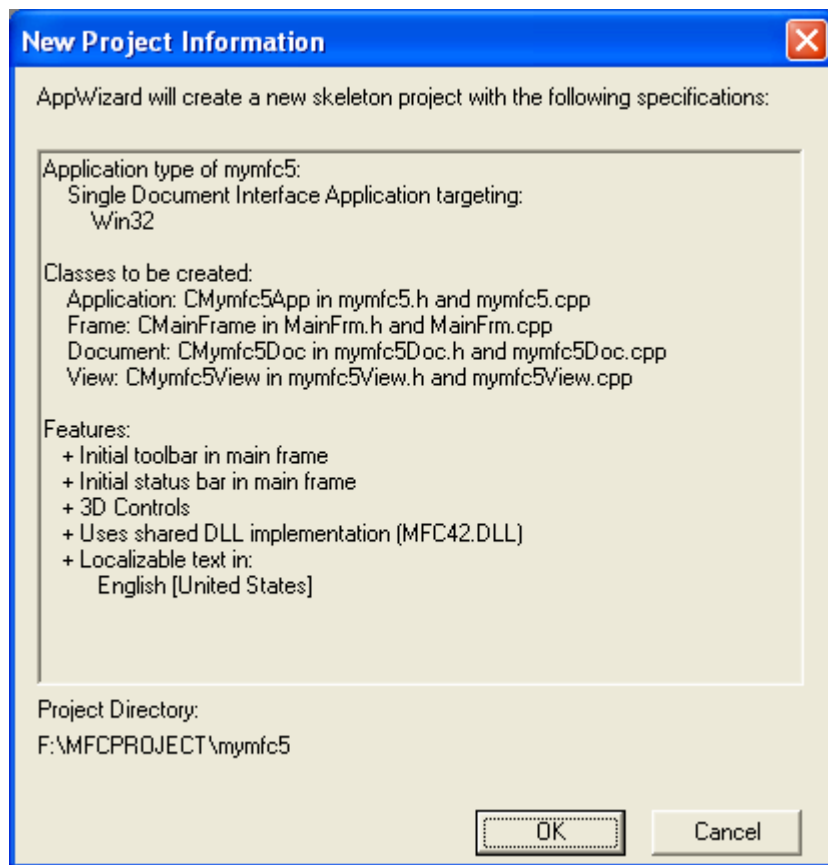 New Project Information
AppWizard will create a new skeleton project with the following specifications:
Application type of mymfc5:
Single Document Interface Application targeting:
Win32
Classes to be created:
Application: CMymfc5App in mymfc5.h and mymfc5.cpp
Frame: CMainFrame in MainFrm.h and MainFrm.cpp
Document: CMymfc5Doc in mymfc5Doc.h and mymfc5Doc.cpp
View: CMymfc5View in mymfc5View.h and mymfc5View.cpp
Features:
+ Initial toolbar in main frame
+ Initial status bar in main frame
+ 3D Controls
+ Uses shared DLL implementation (MFC42.DLL)
+ Localizable text in:
English [United States]
Project Directory:
F:\MFCPROJECT\mymfc5
OK Cancel